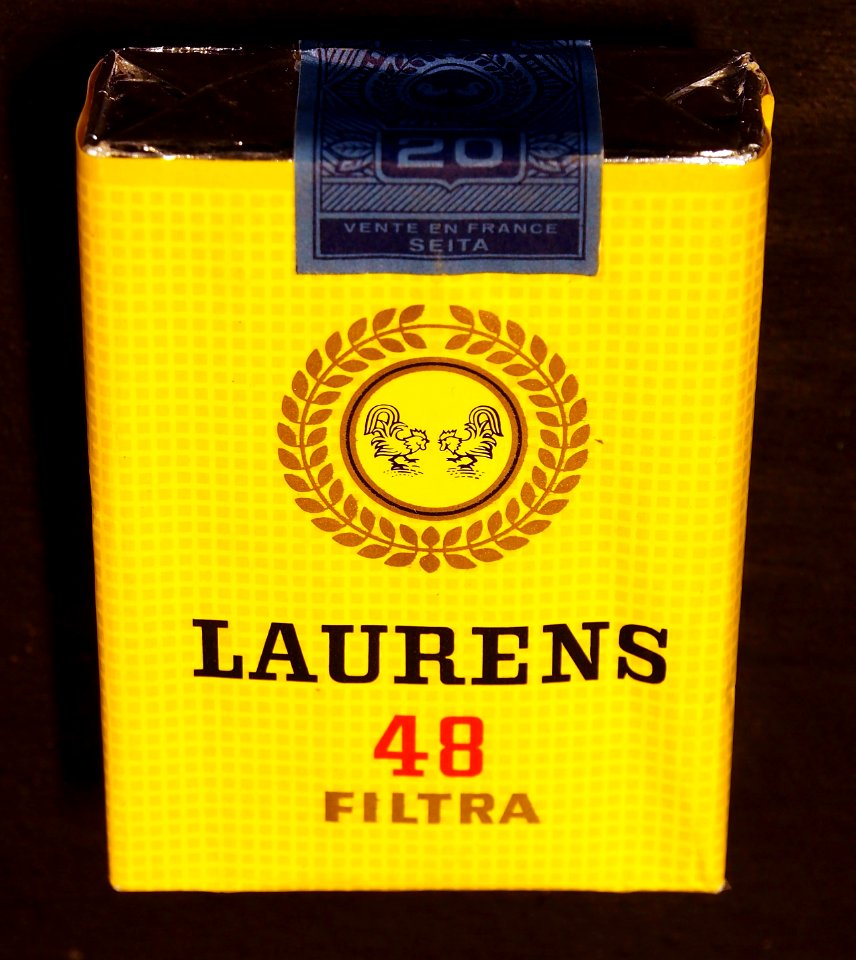 20
VENTE EN FRANCE
SEITA
LAURENS
48
FILTRA